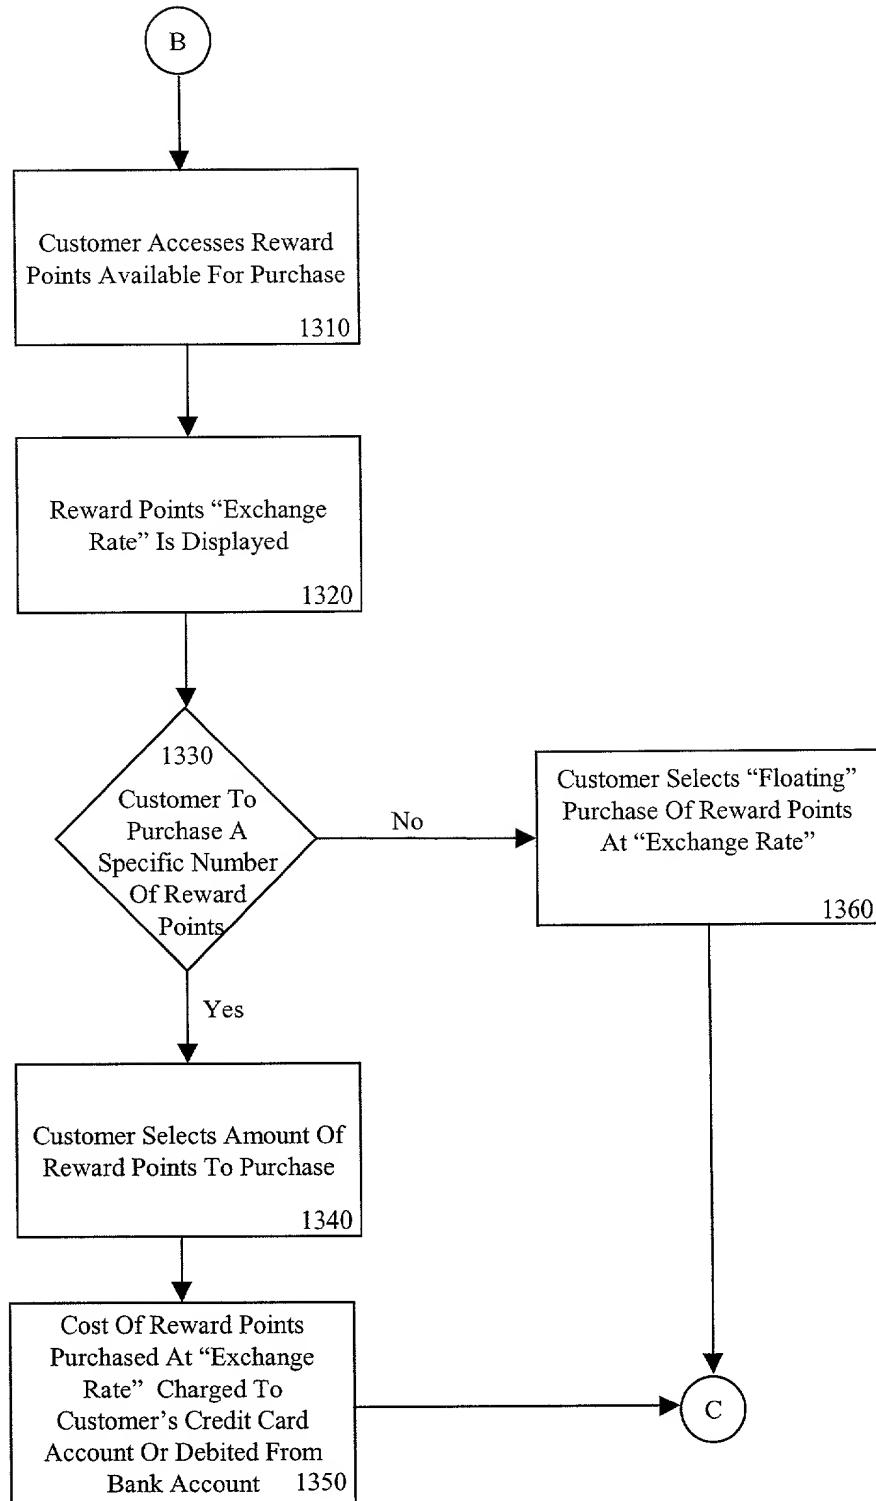 B
Customer Accesses Reward
Points Available For Purchase
1310
Reward Points “Exchange
Rate” Is Displayed
1320
1330
Customer To
Purchase A
Specific Number
Of Reward
Points
No
Customer Selects “Floating”
Purchase Of Reward Points
At “Exchange Rate”
1360
Yes
Customer Selects Amount Of
Reward Points To Purchase
1340
Cost Of Reward Points
Purchased At “Exchange
Rate” Charged To
Customer’s Credit Card
Account Or Debited From
Bank Account 1350
C